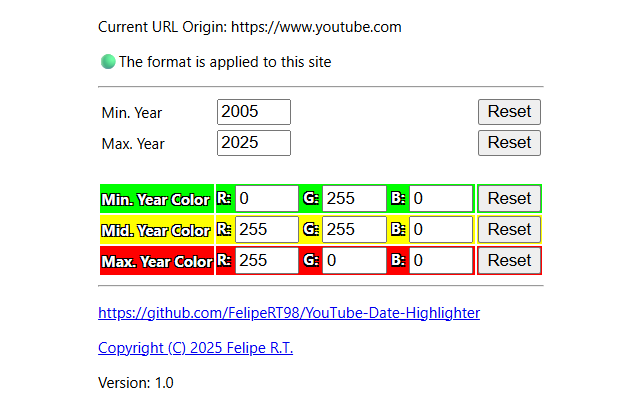 Current URL Origin: https://www.youtube.com
The format is applied to this site
Min. Year 2005 Reset
Max. Year 2025 Reset
Min. Year Color R: 0 G: 255 B: 0 Reset
Mid. Year Color R: 255 G: 255 B: 0 Reset
Max. Year Color R: 255 G: 0 B: 0 Reset
https://github.com/FelipeRT98/YouTube-Date-Highlighter
Copyright (C) 2025 Felipe R.T.
Version: 1.0